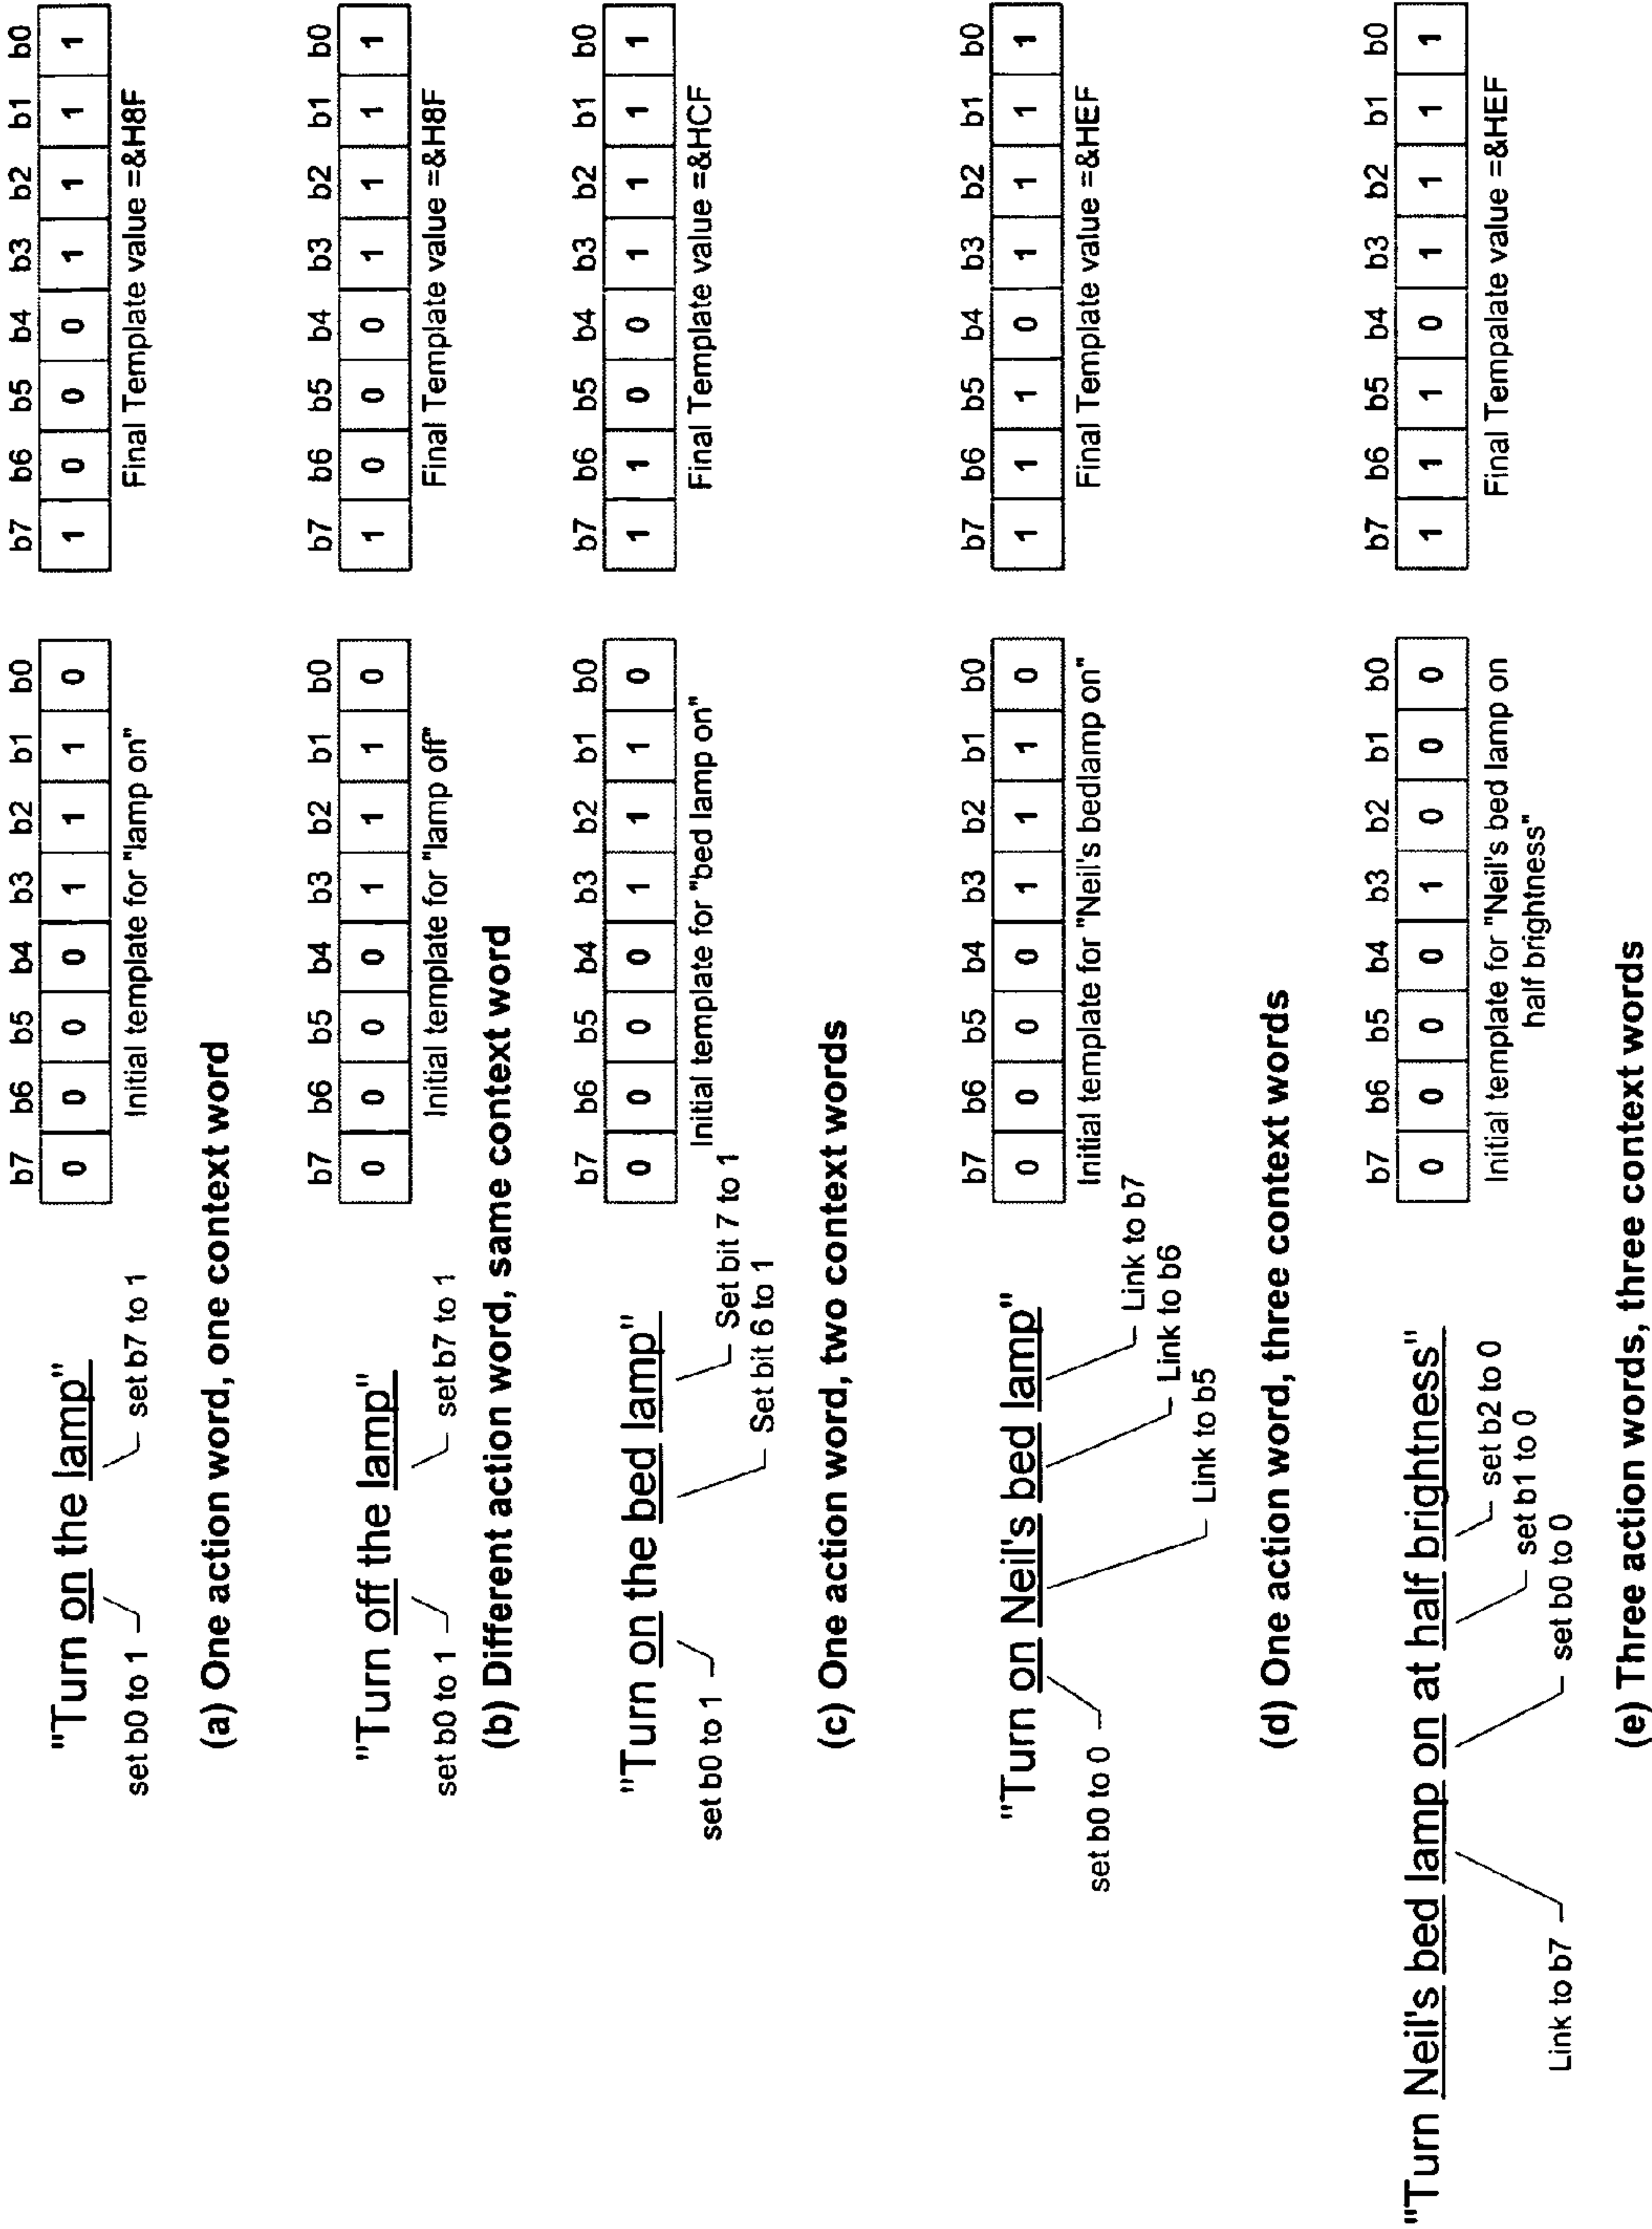 "Turn on the lamp"
set b0 to 1
set b7 to 1
b7 b6 b5 b4 b3 b2 b1 b0
0 0 0 0 1 1 1 0
Initial template for "lamp on"
b7 b6 b5 b4 b3 b2 b1 b0
1 0 0 0 1 1 1 1
Final Template value =&H8F
(a) One action word, one context word
"Turn off the lamp"
set b0 to 1
set b7 to 1
b7 b6 b5 b4 b3 b2 b1 b0
0 0 0 0 1 1 1 0
Initial template for "lamp off"
b7 b6 b5 b4 b3 b2 b1 b0
1 0 0 0 1 1 1 1
Final Template value =&H8F
(b) Different action word, same context word
"Turn on the bed lamp"
set b0 to 1
Set bit 7 to 1
Set bit 6 to 1
b7 b6 b5 b4 b3 b2 b1 b0
0 0 0 0 1 1 1 0
Initial template for "bed lamp on"
b7 b6 b5 b4 b3 b2 b1 b0
1 1 0 0 1 1 1 1
Final Template value =&HCF
(c) One action word, two context words
"Turn on Neil's bed lamp"
set b0 to 0
Link to b7
Link to b6
Link to b5
b7 b6 b5 b4 b3 b2 b1 b0
0 0 0 0 1 1 1 0
Initial template for "Neil's bedlamp on"
b7 b6 b5 b4 b3 b2 b1 b0
1 1 1 0 1 1 1 1
Final Template value =&HEF
(d) One action word, three context words
"Turn Neil's bed lamp on at half brightness"
Link to b7
set b2 to 0
set b1 to 0
set b0 to 0
b7 b6 b5 b4 b3 b2 b1 b0
0 0 0 0 1 0 0 0
Initial template for "Neil's bed lamp on
half brightness"
b7 b6 b5 b4 b3 b2 b1 b0
1 1 1 0 1 1 1 1
Final Tempalate value =&HEF
(e) Three action words, three context words